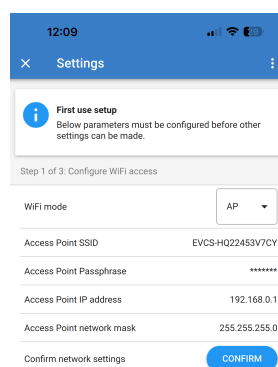 12:09
29
Settings
First use setup
Below parameters must be configured before other
settings can be made.
Step 1 of 3: Configure WiFi access
WiFi mode
AP
Access Point SSID
EVCS-HQ22453V7CY
Access Point Passphrase
*******
Access Point IP address
192.168.0.1
Access Point network mask
255.255.255.0
Confirm network settings
CONFIRM